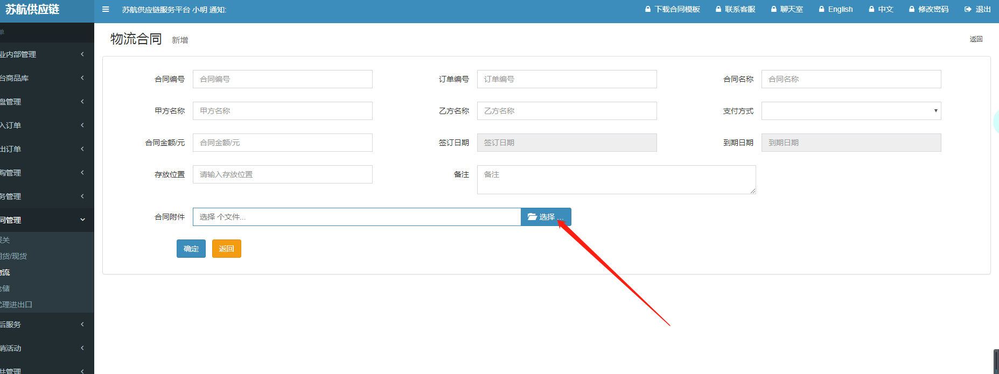 苏航供应链
苏航供应链服务平台 小明 通知:
下载合同模板
联系客服
聊天室
English
中文
修改密码
退出
单
业内部管理
台商品库
盘管理
入订单
出订单
购管理
务管理
同管理
报关
期货/现货
物流
仓储
代理进出口
后服务
销活动
共管理
物流合同 新增
返回
合同编号 合同编号
订单编号 订单编号
合同名称 合同名称
甲方名称 甲方名称
乙方名称 乙方名称
支付方式
合同金额/元 合同金额/元
签订日期 签订日期
到期日期 到期日期
存放位置 请输入存放位置
备注 备注
合同附件 选择 个文件... 选择 ...
确定 返回